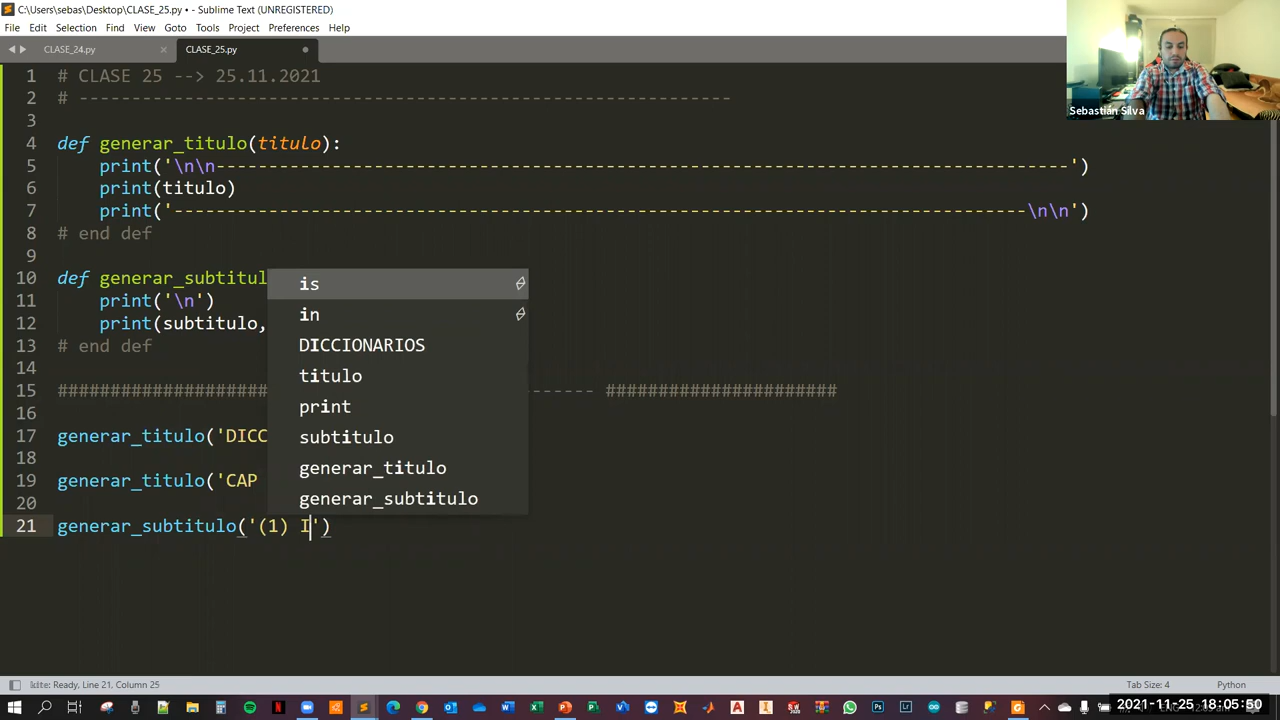 C:\Users\sebas\Desktop\CLASE_25.py • - Sublime Text (UNREGISTERED)
File Edit Selection Find View Goto Tools Project Preferences Help
CLASE_24.py
CLASE_25.py
1 # CLASE 25 --> 25.11.2021
2 # --------------------------------------------------------------
3
4 def generar_titulo(titulo):
5 print('\n\n---------------------------------------------------------------------------------')
6 print(titulo)
7 print('---------------------------------------------------------------------------------\n\n')
8 # end def
9
10 def generar_subtitul
11 print('\n')
12 print(subtitulo,
13 # end def
14
15 #################### ------ ######################
16
17 generar_titulo('DICC
18
19 generar_titulo('CAP
20
21 generar_subtitulo('(1) I')
is
in
DICCIONARIOS
titulo
print
subtitulo
generar_titulo
generar_subtitulo
Sebastián Silva
Ready, Line 21, Column 25
Tab Size: 4
Python
2021-11-25 18:05:50